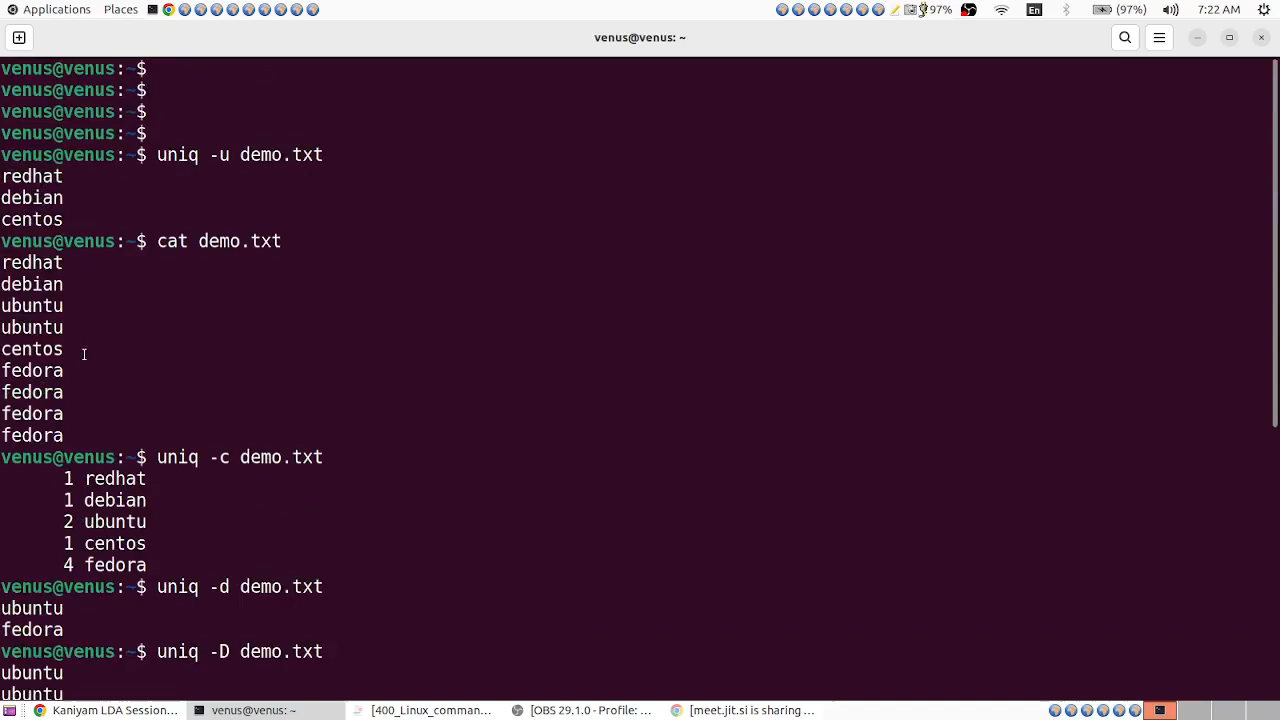 Applications Places 97% En (97%) 7:22 AM
venus@venus: ~
venus@venus:~$
venus@venus:~$
venus@venus:~$
venus@venus:~$
venus@venus:~$ uniq -u demo.txt
redhat
debian
centos
venus@venus:~$ cat demo.txt
redhat
debian
ubuntu
ubuntu
centos
fedora
fedora
fedora
fedora
venus@venus:~$ uniq -c demo.txt
1 redhat
1 debian
2 ubuntu
1 centos
4 fedora
venus@venus:~$ uniq -d demo.txt
ubuntu
fedora
venus@venus:~$ uniq -D demo.txt
ubuntu
ubuntu
Kaniyam LDA Session... venus@venus: ~ [400_Linux_comman... [OBS 29.1.0 - Profile: ... [meet.jit.si is sharing ...